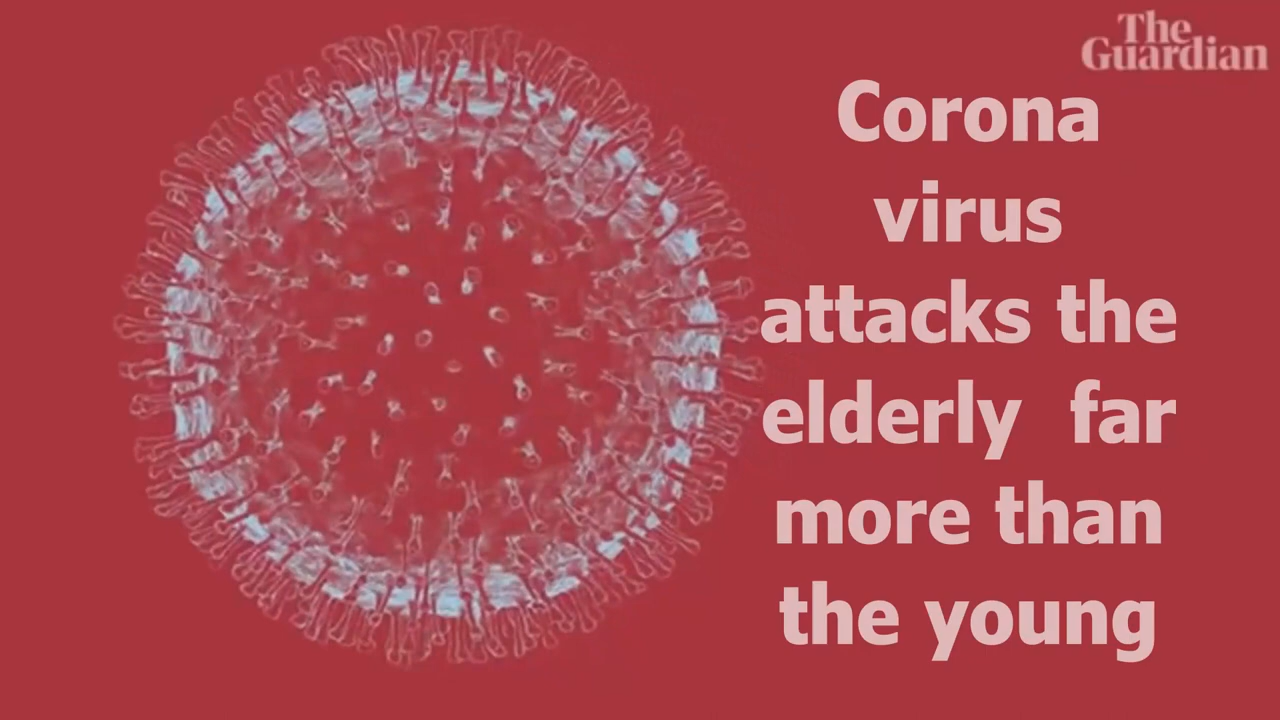 The
Guardian
Corona
virus
attacks the
elderly far
more than
the young